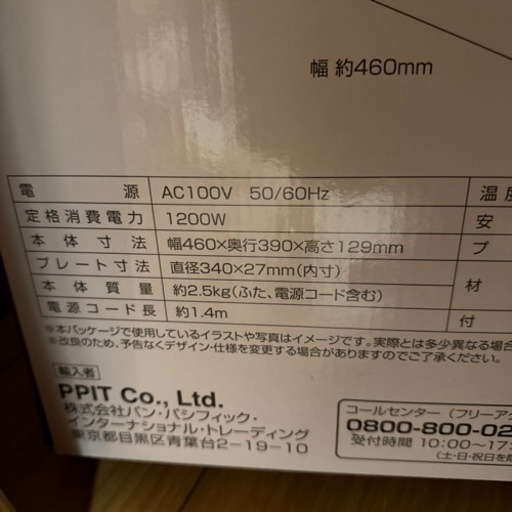 幅 約460mm
電源 AC100V 50/60Hz 温度
定格消費電力 1200W 安
本体寸法 幅460×奥行390×高さ129mm プ
プレート寸法 直径340×27mm(内寸)
本体質量 約2.5kg(ふた、電源コード含む) 材
電源コード長 約1.4m 付
※本パッケージで使用しているイラストや写真はイメージです。実際とは多少異なる場合
※改良のため、予告なくデザイン・仕様を変更する場合がありますのでご了承ください。
輸入者
PPIT Co., Ltd.
株式会社パン・パシフィック・
インターナショナル・トレーディング
東京都目黒区青葉台2-19-10
コールセンター(フリーア
0800-800-02
受付時間 10:00〜17:
(土・日・祝日を